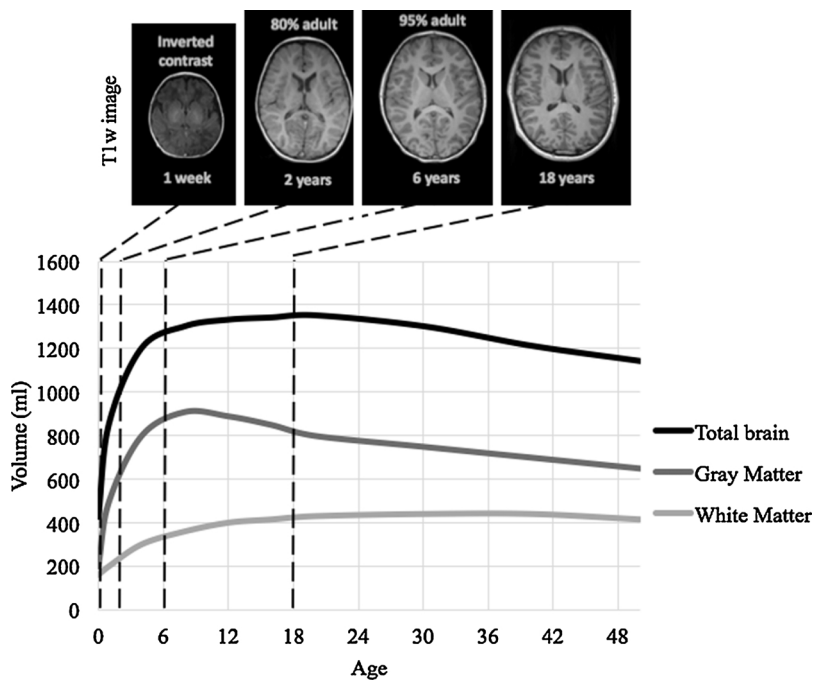 T1w image
Inverted
contrast
1 week
80% adult
2 years
95% adult
6 years
18 years
Volume (ml)
1600
1400
1200
1000
800
600
400
200
0
0 6 12 18 24 30 36 42 48
Age
Total brain
Gray Matter
White Matter